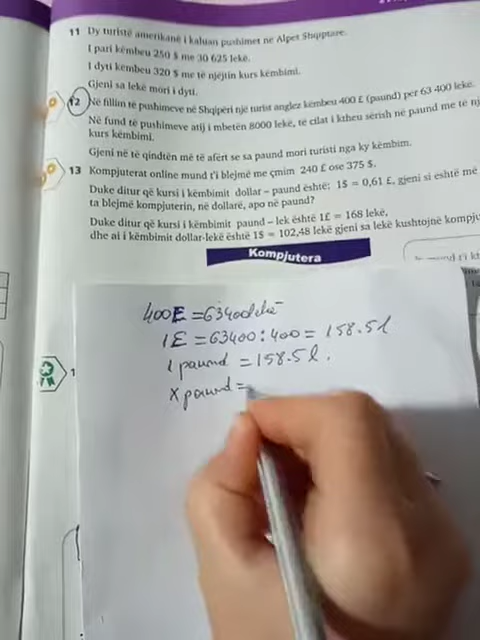 11 Dy turistë amerikanë i kaluan pushimet në Alpet Shqiptare.
I pari këmbeu 250 $ me 30 625 lekë.
I dyti këmbeu 320 $ me të njëjtin kurs këmbimi.
Gjeni sa lekë mori i dyti.
12 Në fillim të pushimeve në Shqipëri një turist anglez këmbeu 400 £ (paund) për 63 400 lekë.
Në fund të pushimeve atij i mbetën 8000 lekë, të cilat i ktheu sërish në paund me të
kurs këmbimi.
Gjeni në të qindtën më të afërt se sa paund mori turisti nga ky këmbim.
13 Kompjuterat online mund t'i blejmë me çmim 240 £ ose 375 $.
Duke ditur që kursi i këmbimit dollar – paund është: 1$ = 0,61 £, gjeni si është më
ta blejmë kompjuterin, në dollarë, apo në paund?
Duke ditur që kursi i këmbimit paund – lek është 1£ = 168 lekë,
dhe ai i këmbimit dollar-lekë është 1$ = 102,48 lekë gjeni sa lekë kushtojnë
Kompjutera
400£ = 63400lekë
1£ = 63400:400 = 158.5 l
1 paund = 158.5 l.
x paund =
1